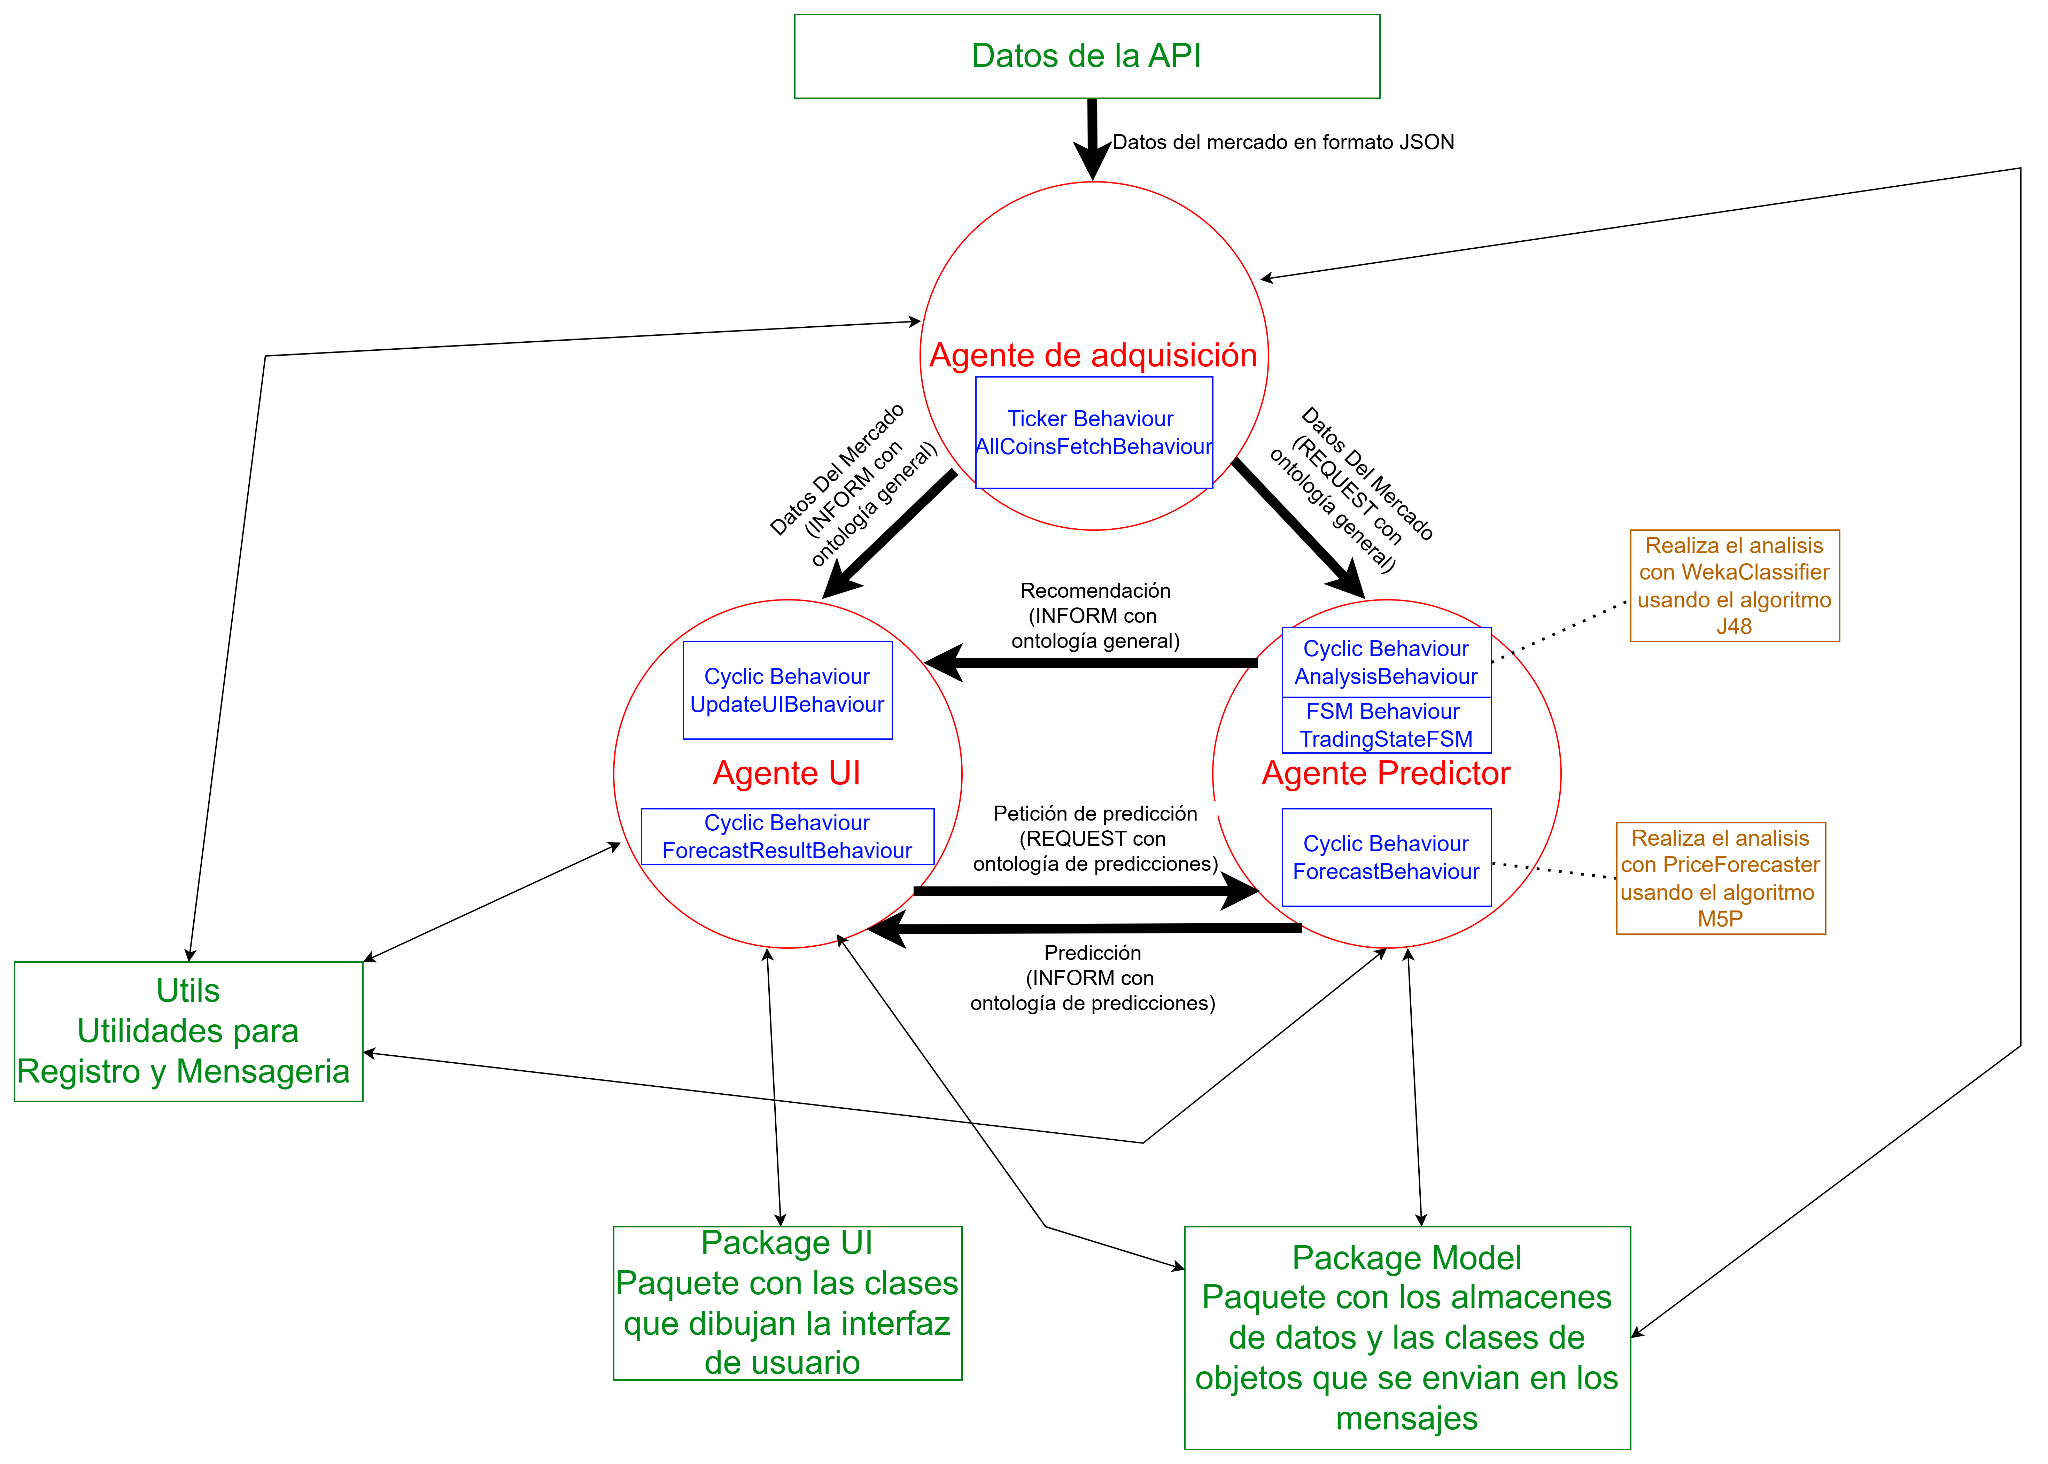 Datos de la API
Datos del mercado en formato JSON
Agente de adquisición
Ticker Behaviour
AllCoinsFetchBehaviour
Datos Del Mercado
(INFORM con
ontología general)
Datos Del Mercado
(REQUEST con
ontología general)
Recomendación
(INFORM con
ontología general)
Realiza el analisis
con WekaClassifier
usando el algoritmo
J48
Cyclic Behaviour
UpdateUIBehaviour
Agente UI
Cyclic Behaviour
ForecastResultBehaviour
Cyclic Behaviour
AnalysisBehaviour
FSM Behaviour
TradingStateFSM
Agente Predictor
Cyclic Behaviour
ForecastBehaviour
Petición de predicción
(REQUEST con
ontología de predicciones)
Realiza el analisis
con PriceForecaster
usando el algoritmo
M5P
Predicción
(INFORM con
ontología de predicciones)
Utils
Utilidades para
Registro y Mensageria
Package UI
Paquete con las clases
que dibujan la interfaz
de usuario
Package Model
Paquete con los almacenes
de datos y las clases de
objetos que se envian en los
mensajes